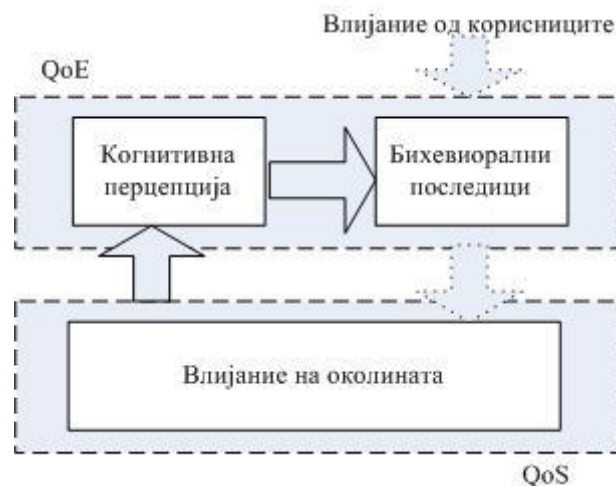 Влијание од корисниците
QoE
Когнитивна
перцепција
Бихевиорални
последици
Влијание на околината
QoS